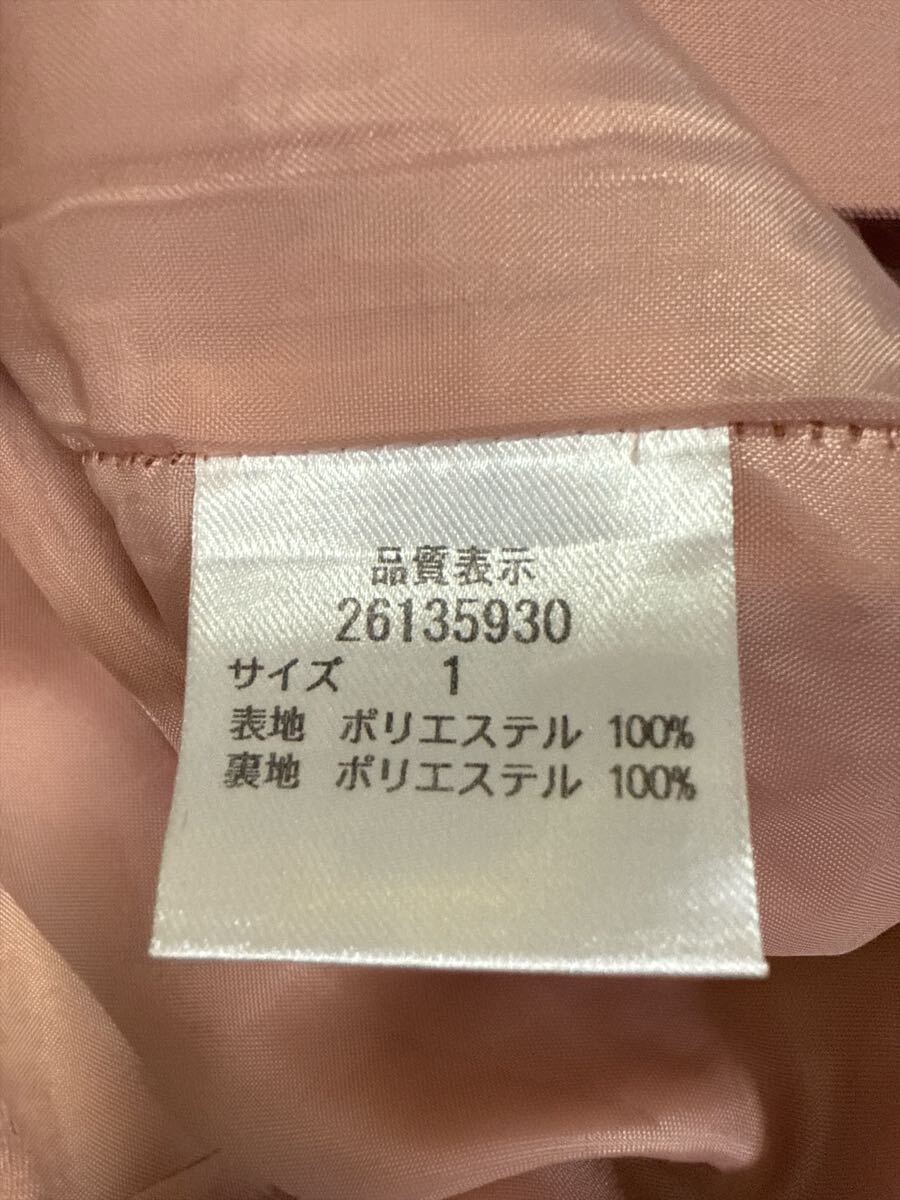 品質表示
26135930
サイズ 1
表地 ポリエステル 100%
裏地 ポリエステル 100%